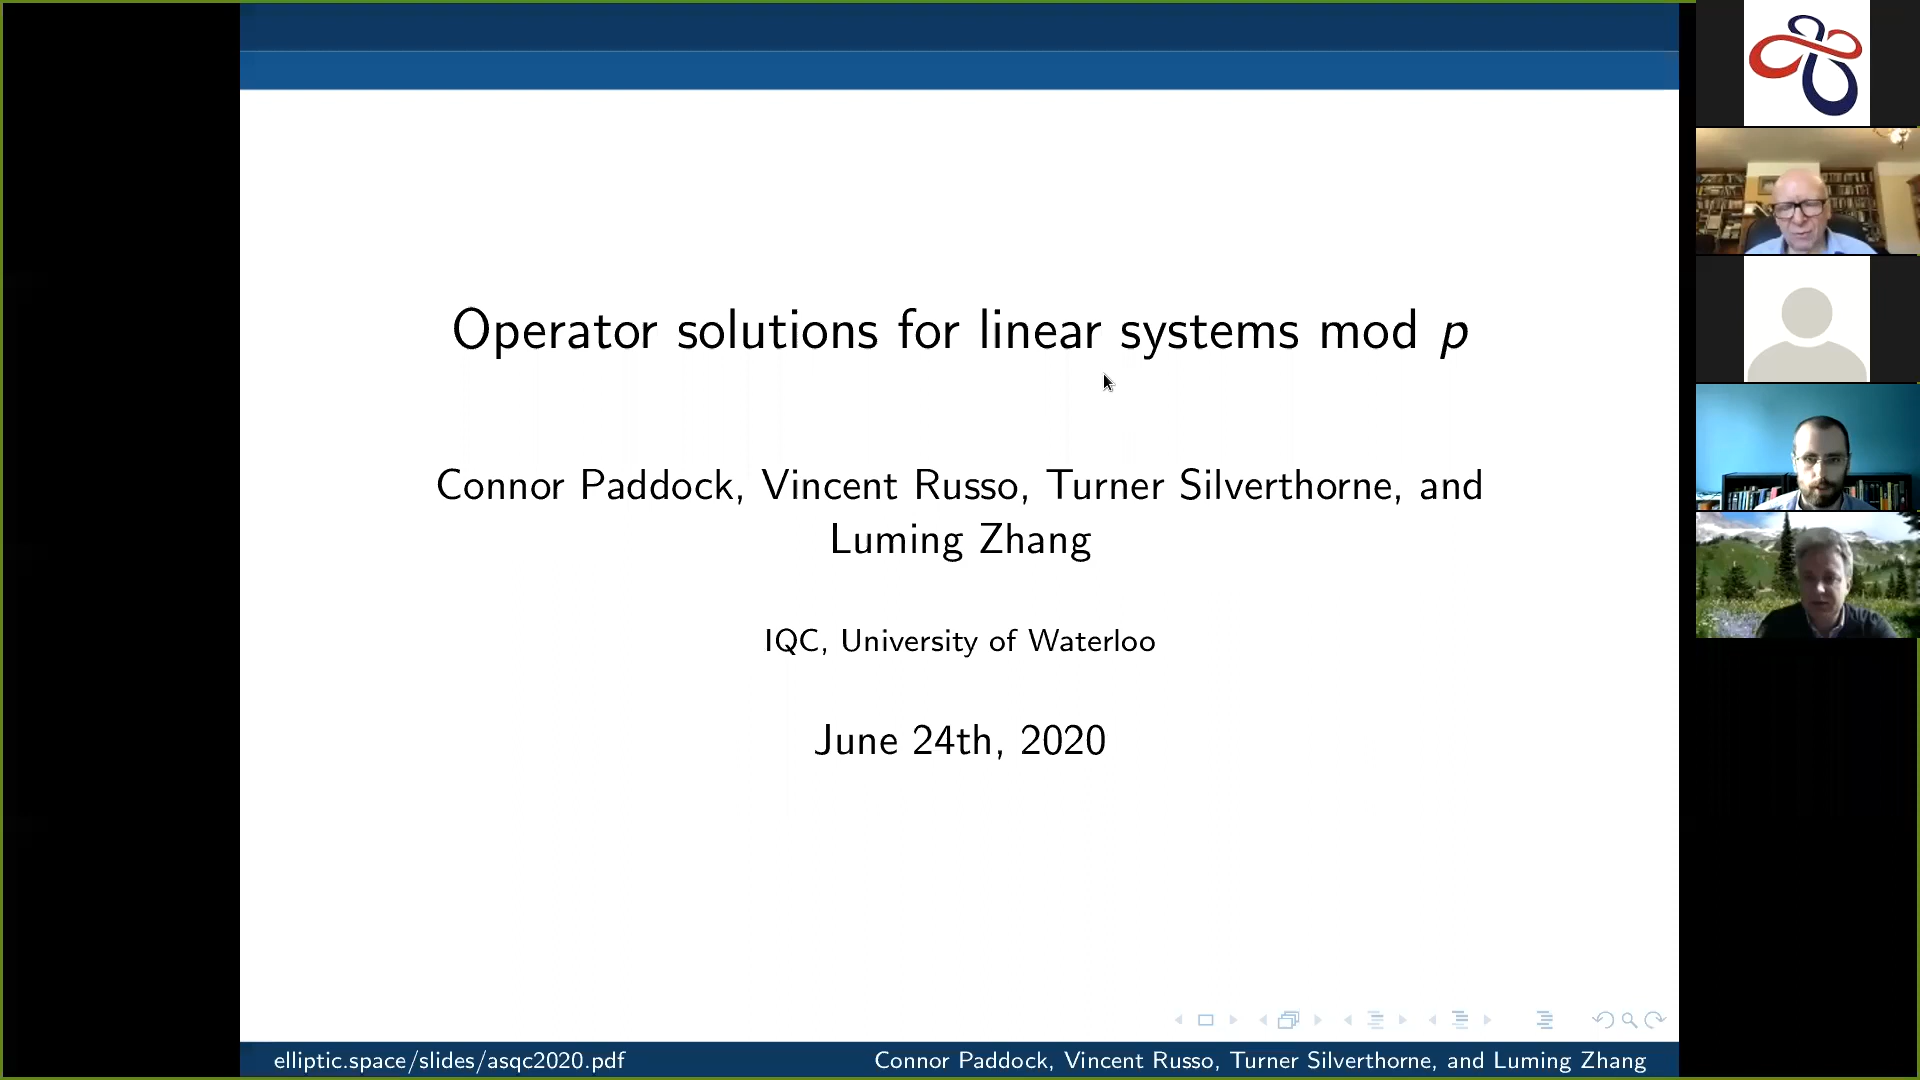 Operator solutions for linear systems mod p
Connor Paddock, Vincent Russo, Turner Silverthorne, and
Luming Zhang
IQC, University of Waterloo
June 24th, 2020
elliptic.space/slides/asqc2020.pdf
Connor Paddock, Vincent Russo, Turner Silverthorne, and Luming Zhang